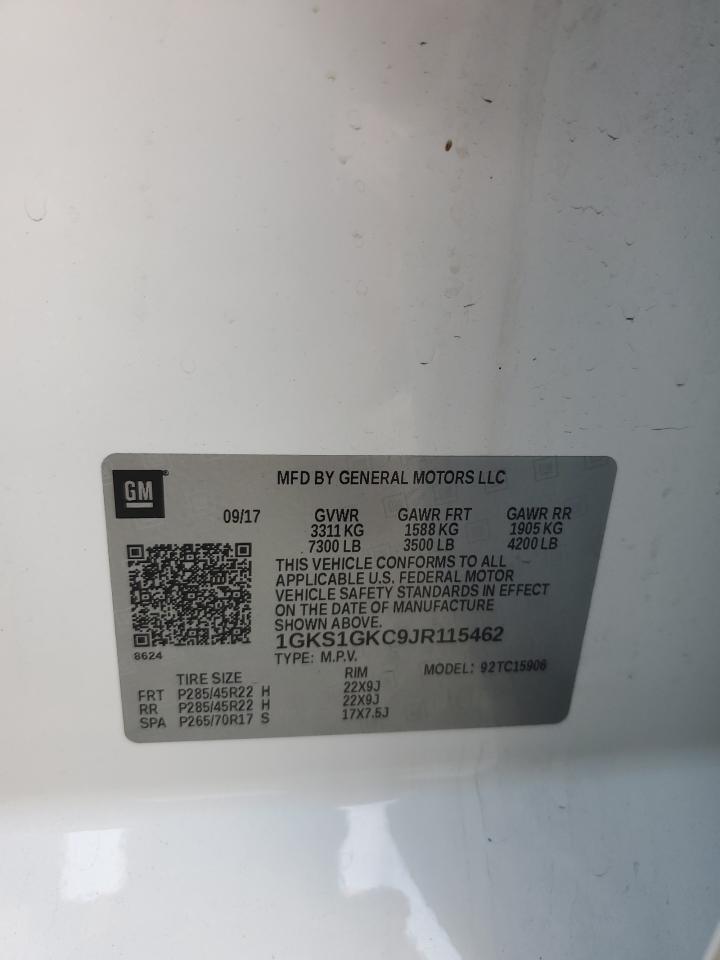 GM
MFD BY GENERAL MOTORS LLC
09/17 GVWR GAWR FRT GAWR RR
3311 KG 1588 KG 1905 KG
7300 LB 3500 LB 4200 LB
THIS VEHICLE CONFORMS TO ALL
APPLICABLE U.S. FEDERAL MOTOR
VEHICLE SAFETY STANDARDS IN EFFECT
ON THE DATE OF MANUFACTURE
SHOWN ABOVE.
1GKS1GKC9JR115462
8624 TYPE: M.P.V.
TIRE SIZE RIM MODEL: 92TC15906
FRT P285/45R22 H 22X9J
RR P285/45R22 H 22X9J
SPA P265/70R17 S 17X7.5J